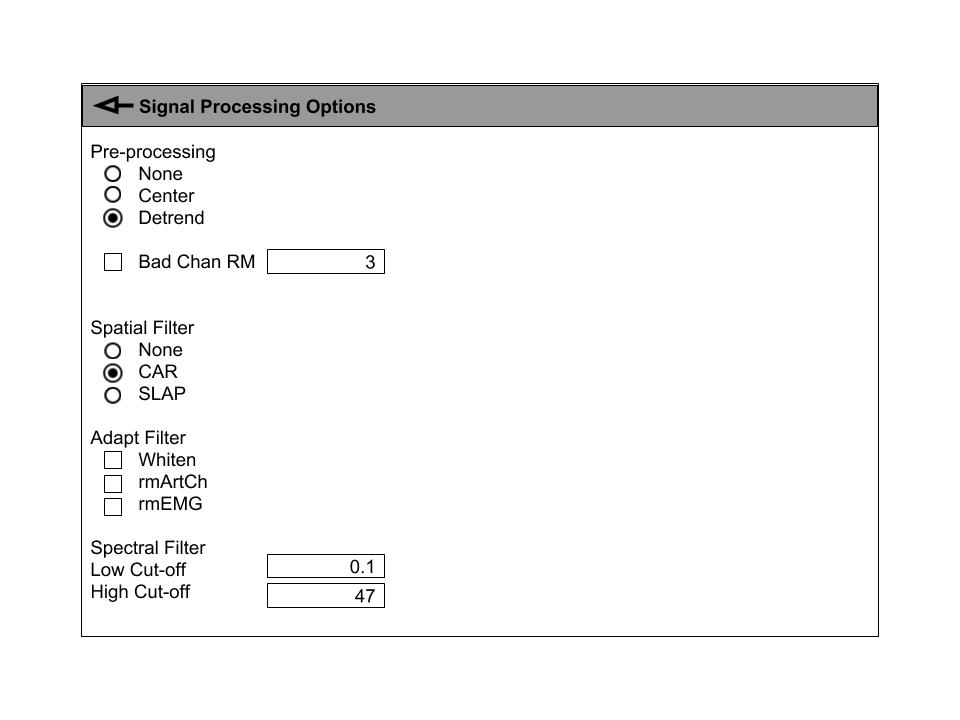 Signal Processing Options
Pre-processing
None
Center
Detrend
Bad Chan RM 3
Spatial Filter
None
CAR
SLAP
Adapt Filter
Whiten
rmArtCh
rmEMG
Spectral Filter
Low Cut-off 0.1
High Cut-off 47